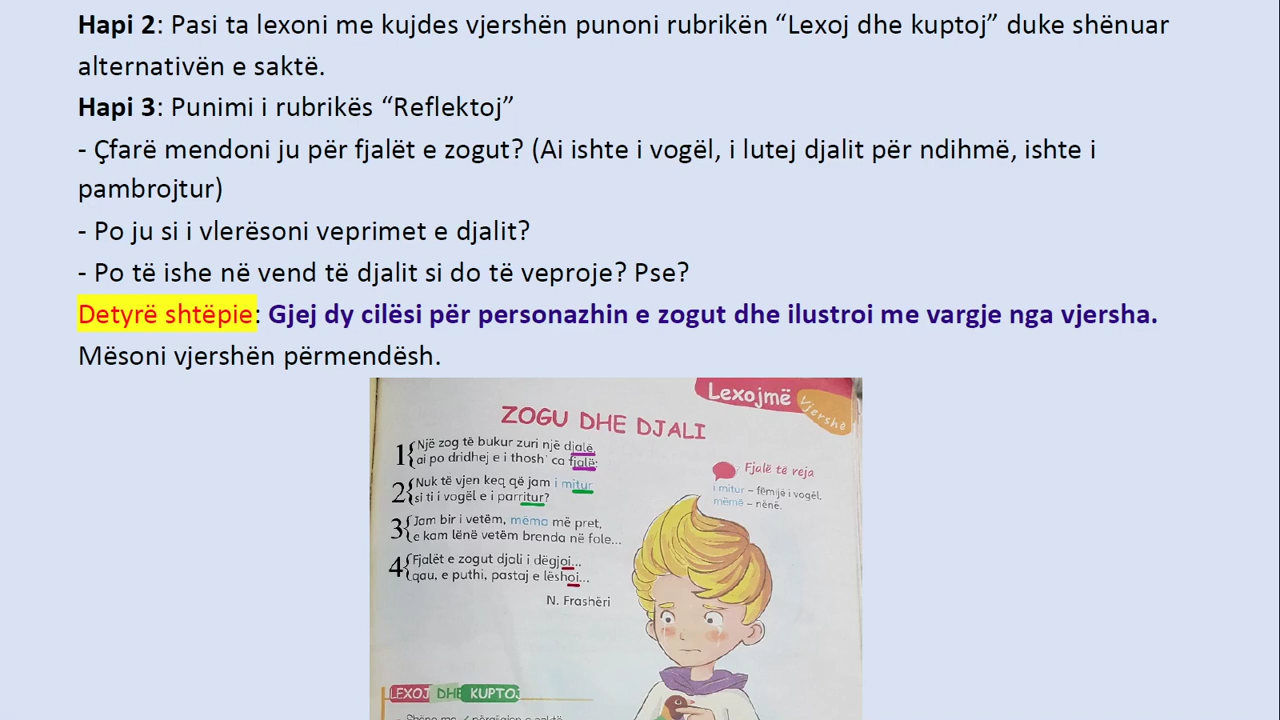 Hapi 2: Pasi ta lexoni me kujdes vjershën punoni rubrikën “Lexoj dhe kuptoj” duke shënuar
alternativën e saktë.
Hapi 3: Punimi i rubrikës “Reflektoj”
- Çfarë mendoni ju për fjalët e zogut? (Ai ishte i vogël, i lutej djalit për ndihmë, ishte i
pambrojtur)
- Po ju si i vlerësoni veprimet e djalit?
- Po të ishe në vend të djalit si do të veproje? Pse?
Detyrë shtëpie: Gjej dy cilësi për personazhin e zogut dhe ilustroi me vargje nga vjersha.
Mësoni vjershën përmendësh.
Lexojmë
Vjershë
ZOGU DHE DJALI
1 Një zog të bukur zuri një djalë,
ai po dridhej e i thosh' ca fjalë:
2 Nuk të vjen keq që jam i mitur
si ti i vogël e i parritur?
3 Jam bir i vetëm, mëma më pret,
e kam lënë vetëm brenda në fole...
4 Fjalët e zogut djali i dëgjoi...
qau, e puthi, pastaj e lëshoi...
N. Frashëri
Fjalë të reja
i mitur – fëmijë i vogël.
mëmë – nënë.
LEXOJ DHE KUPTOJ